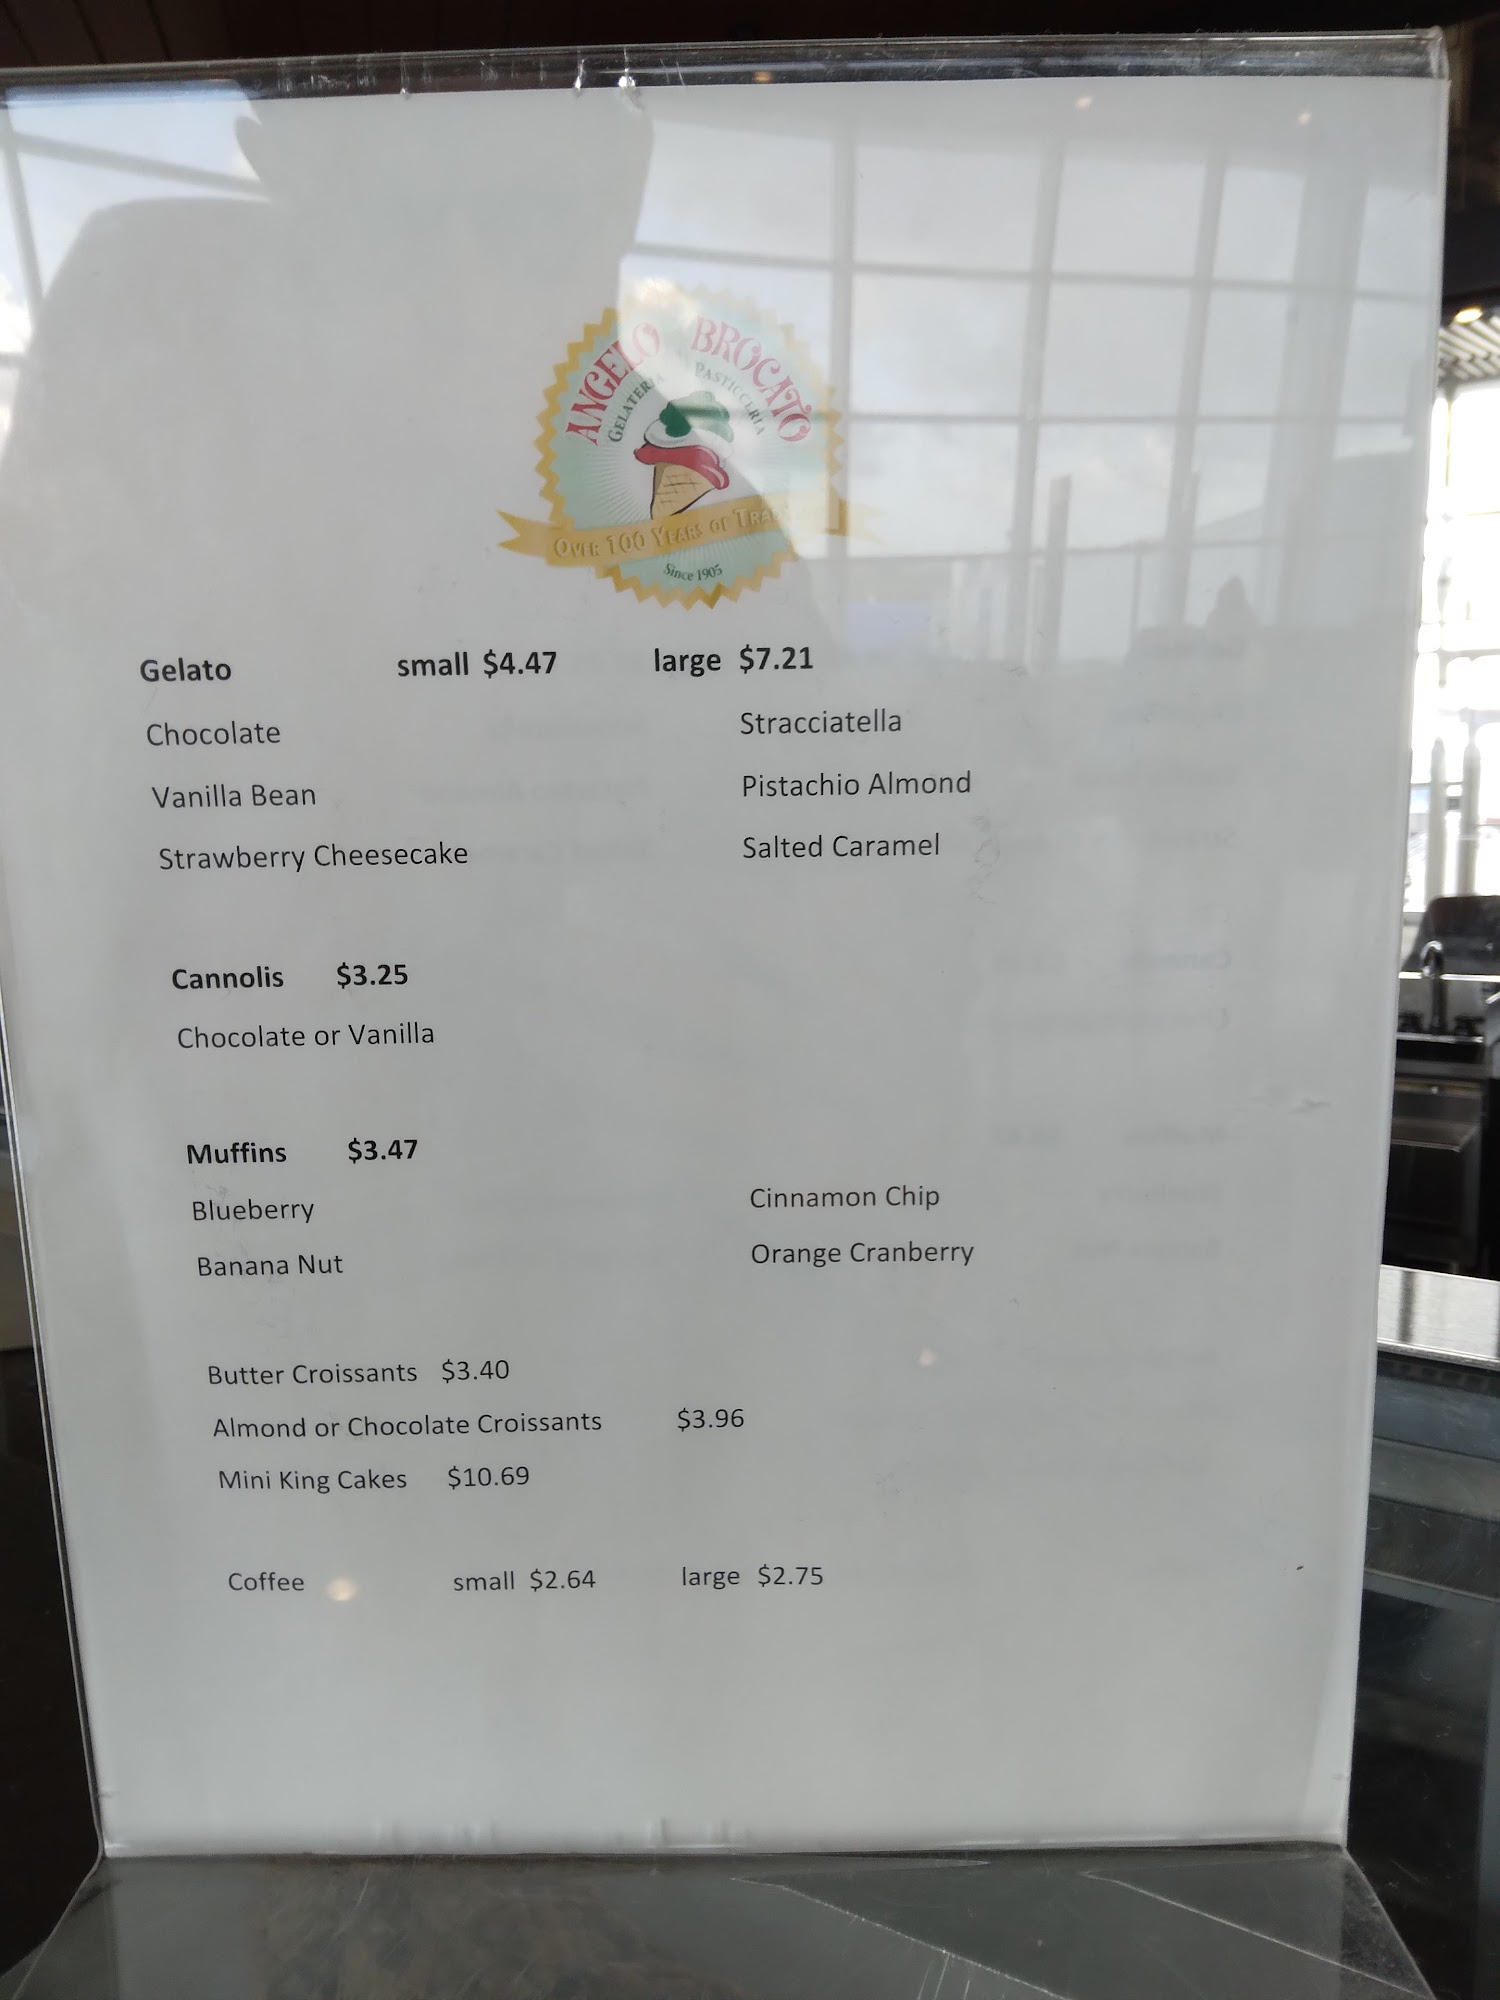 ANGELO BROCATO
GELATERIA PASTICCERIA
OVER 100 YEARS OF
Since 1905
Gelato small $4.47 large $7.21
Chocolate Stracciatella
Vanilla Bean Pistachio Almond
Strawberry Cheesecake Salted Caramel
Cannolis $3.25
Chocolate or Vanilla
Muffins $3.47
Blueberry Cinnamon Chip
Banana Nut Orange Cranberry
Butter Croissants $3.40
Almond or Chocolate Croissants $3.96
Mini King Cakes $10.69
Coffee small $2.64 large $2.75